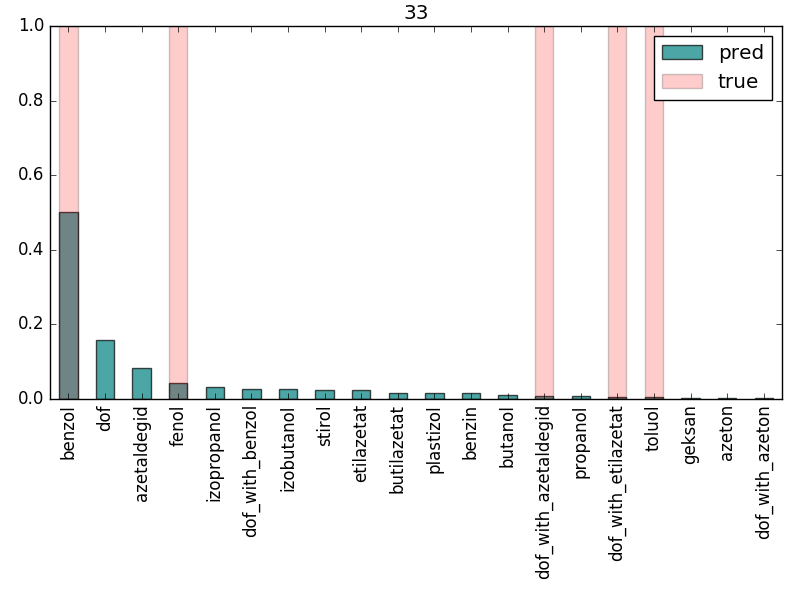 33
1.0
0.8
0.6
0.4
0.2
0.0
pred
true
benzol
dof
azetaldegid
fenol
izopropanol
dof_with_benzol
izobutanol
stirol
etilazetat
butilazetat
plastizol
benzin
butanol
dof_with_azetaldegid
propanol
dof_with_etilazetat
toluol
geksan
azeton
dof_with_azeton